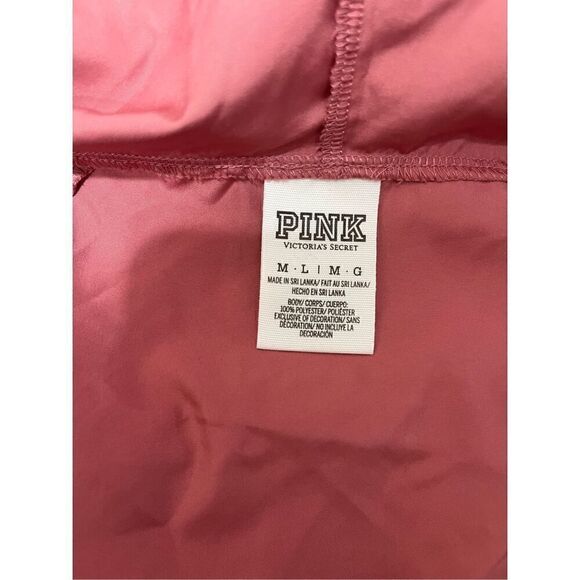 PINK
VICTORIA'S SECRET
M · L | M · G
MADE IN SRI LANKA/ FAIT AU SRI LANKA/
HECHO EN SRI LANKA
BODY/ CORPS/ CUERPO:
100% POLYESTER/ POLIÉSTER
EXCLUSIVE OF DECORATION/ SANS
DÉCORATION/ NO INCLUYE LA
DECORACIÓN